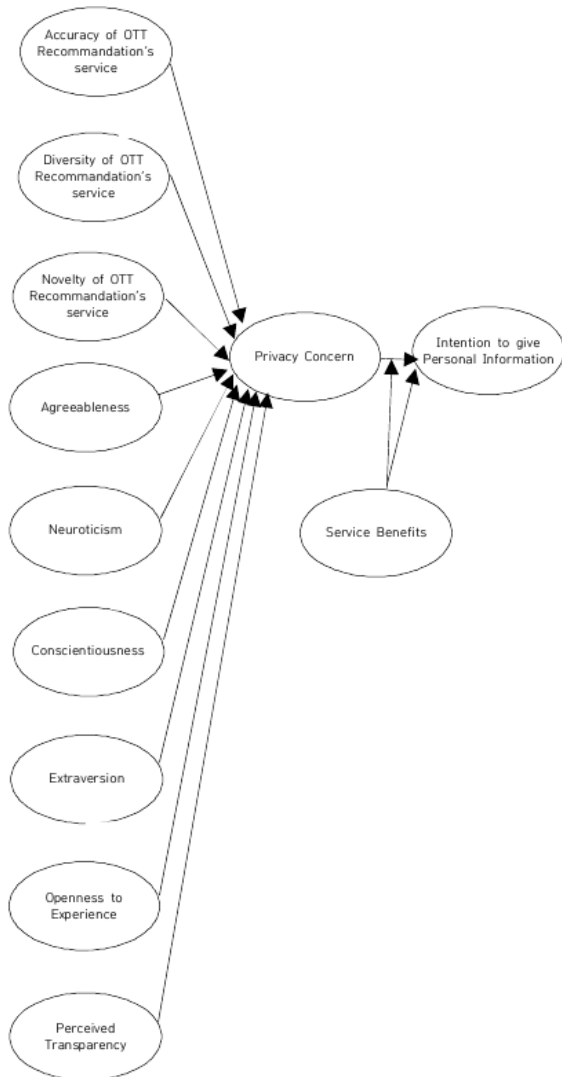 Accuracy of OTT
Recommandation's
service
Diversity of OTT
Recommandation's
service
Novelty of OTT
Recommandation's
service
Privacy Concern
Intention to give
Personal Information
Agreeableness
Neuroticism
Service Benefits
Conscientiousness
Extraversion
Openness to
Experience
Perceived
Transparency